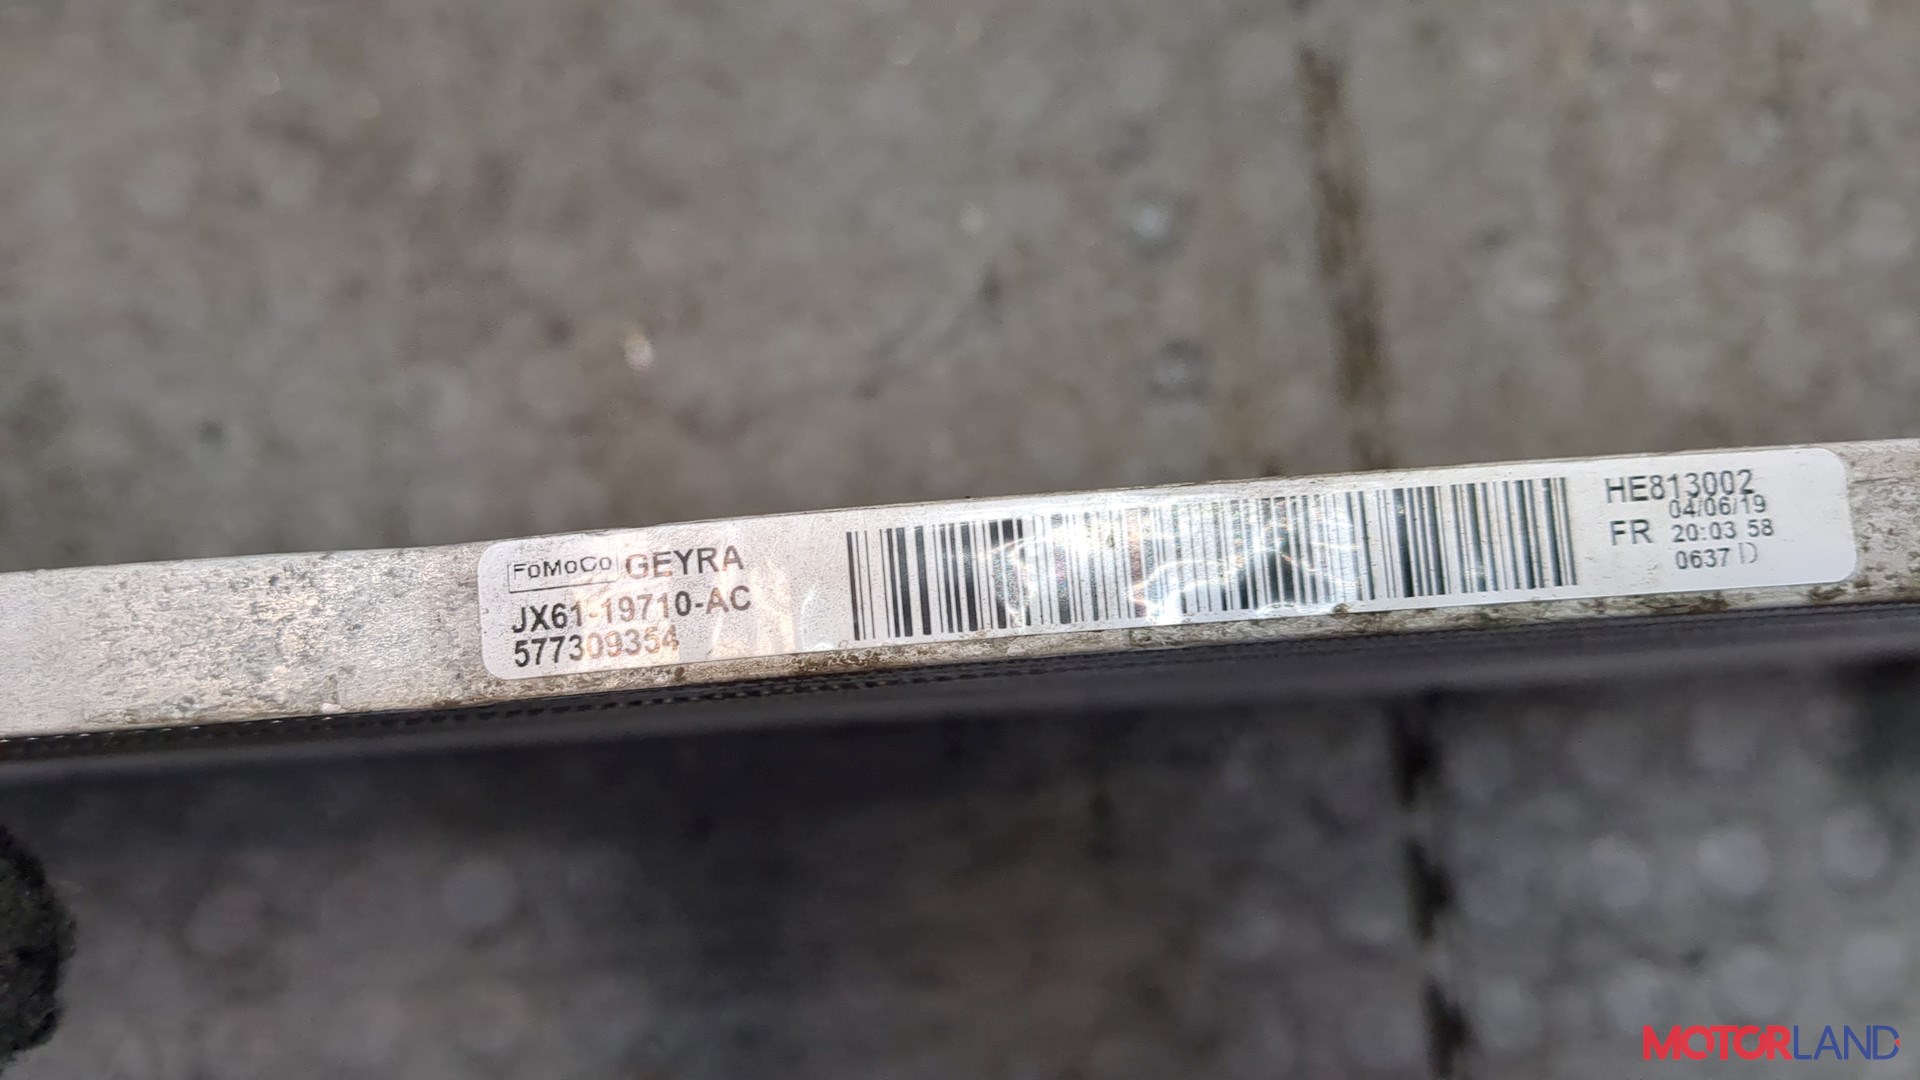 FoMoCo GEYRA
JX61-19710-AC
577309354
HE813002
04/06/19
FR 20:03 58
0637 D
MOTORLAND